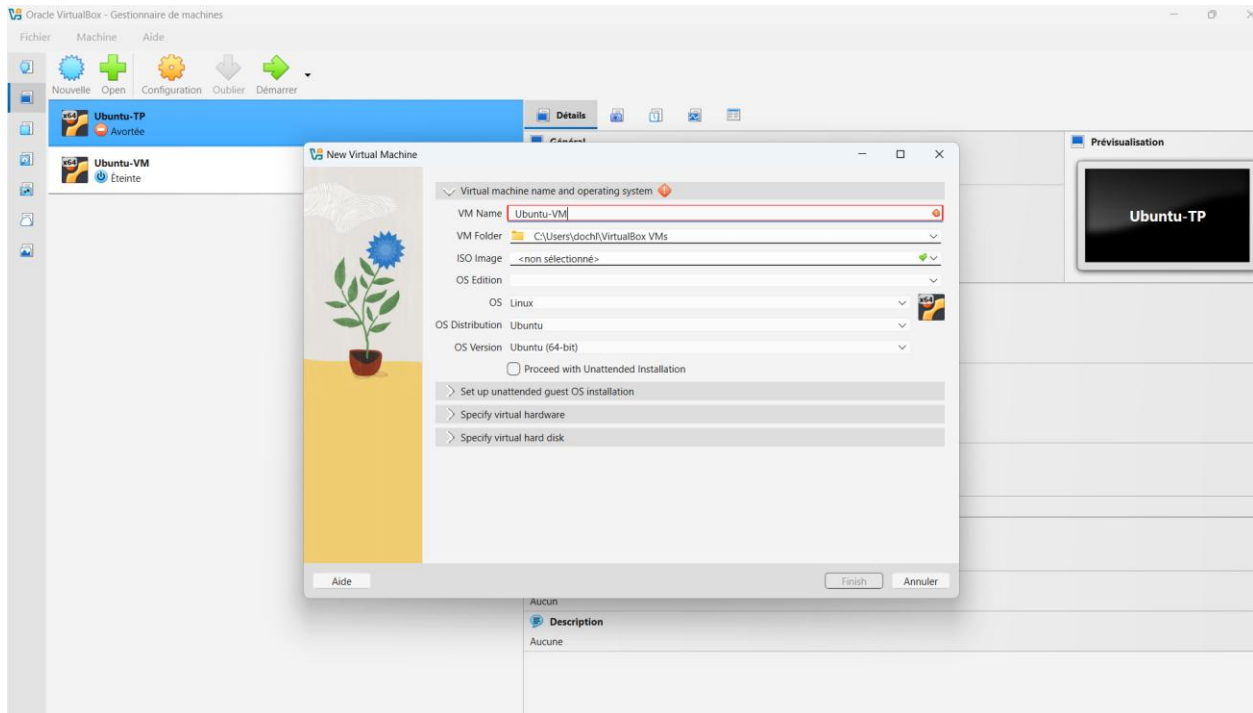 Oracle VirtualBox - Gestionnaire de machines
Fichier Machine Aide
Nouvelle Open Configuration Oublier Démarrer
Ubuntu-TP
Avortée
Ubuntu-VM
Éteinte
Détails
Général
Prévisualisation
Ubuntu-TP
New Virtual Machine
Virtual machine name and operating system
VM Name Ubuntu-VM
VM Folder C:\Users\dochl\VirtualBox VMs
ISO Image <non sélectionné>
OS Edition
OS Linux
OS Distribution Ubuntu
OS Version Ubuntu (64-bit)
Proceed with Unattended Installation
Set up unattended guest OS installation
Specify virtual hardware
Specify virtual hard disk
Aide Finish Annuler
Aucun
Description
Aucune